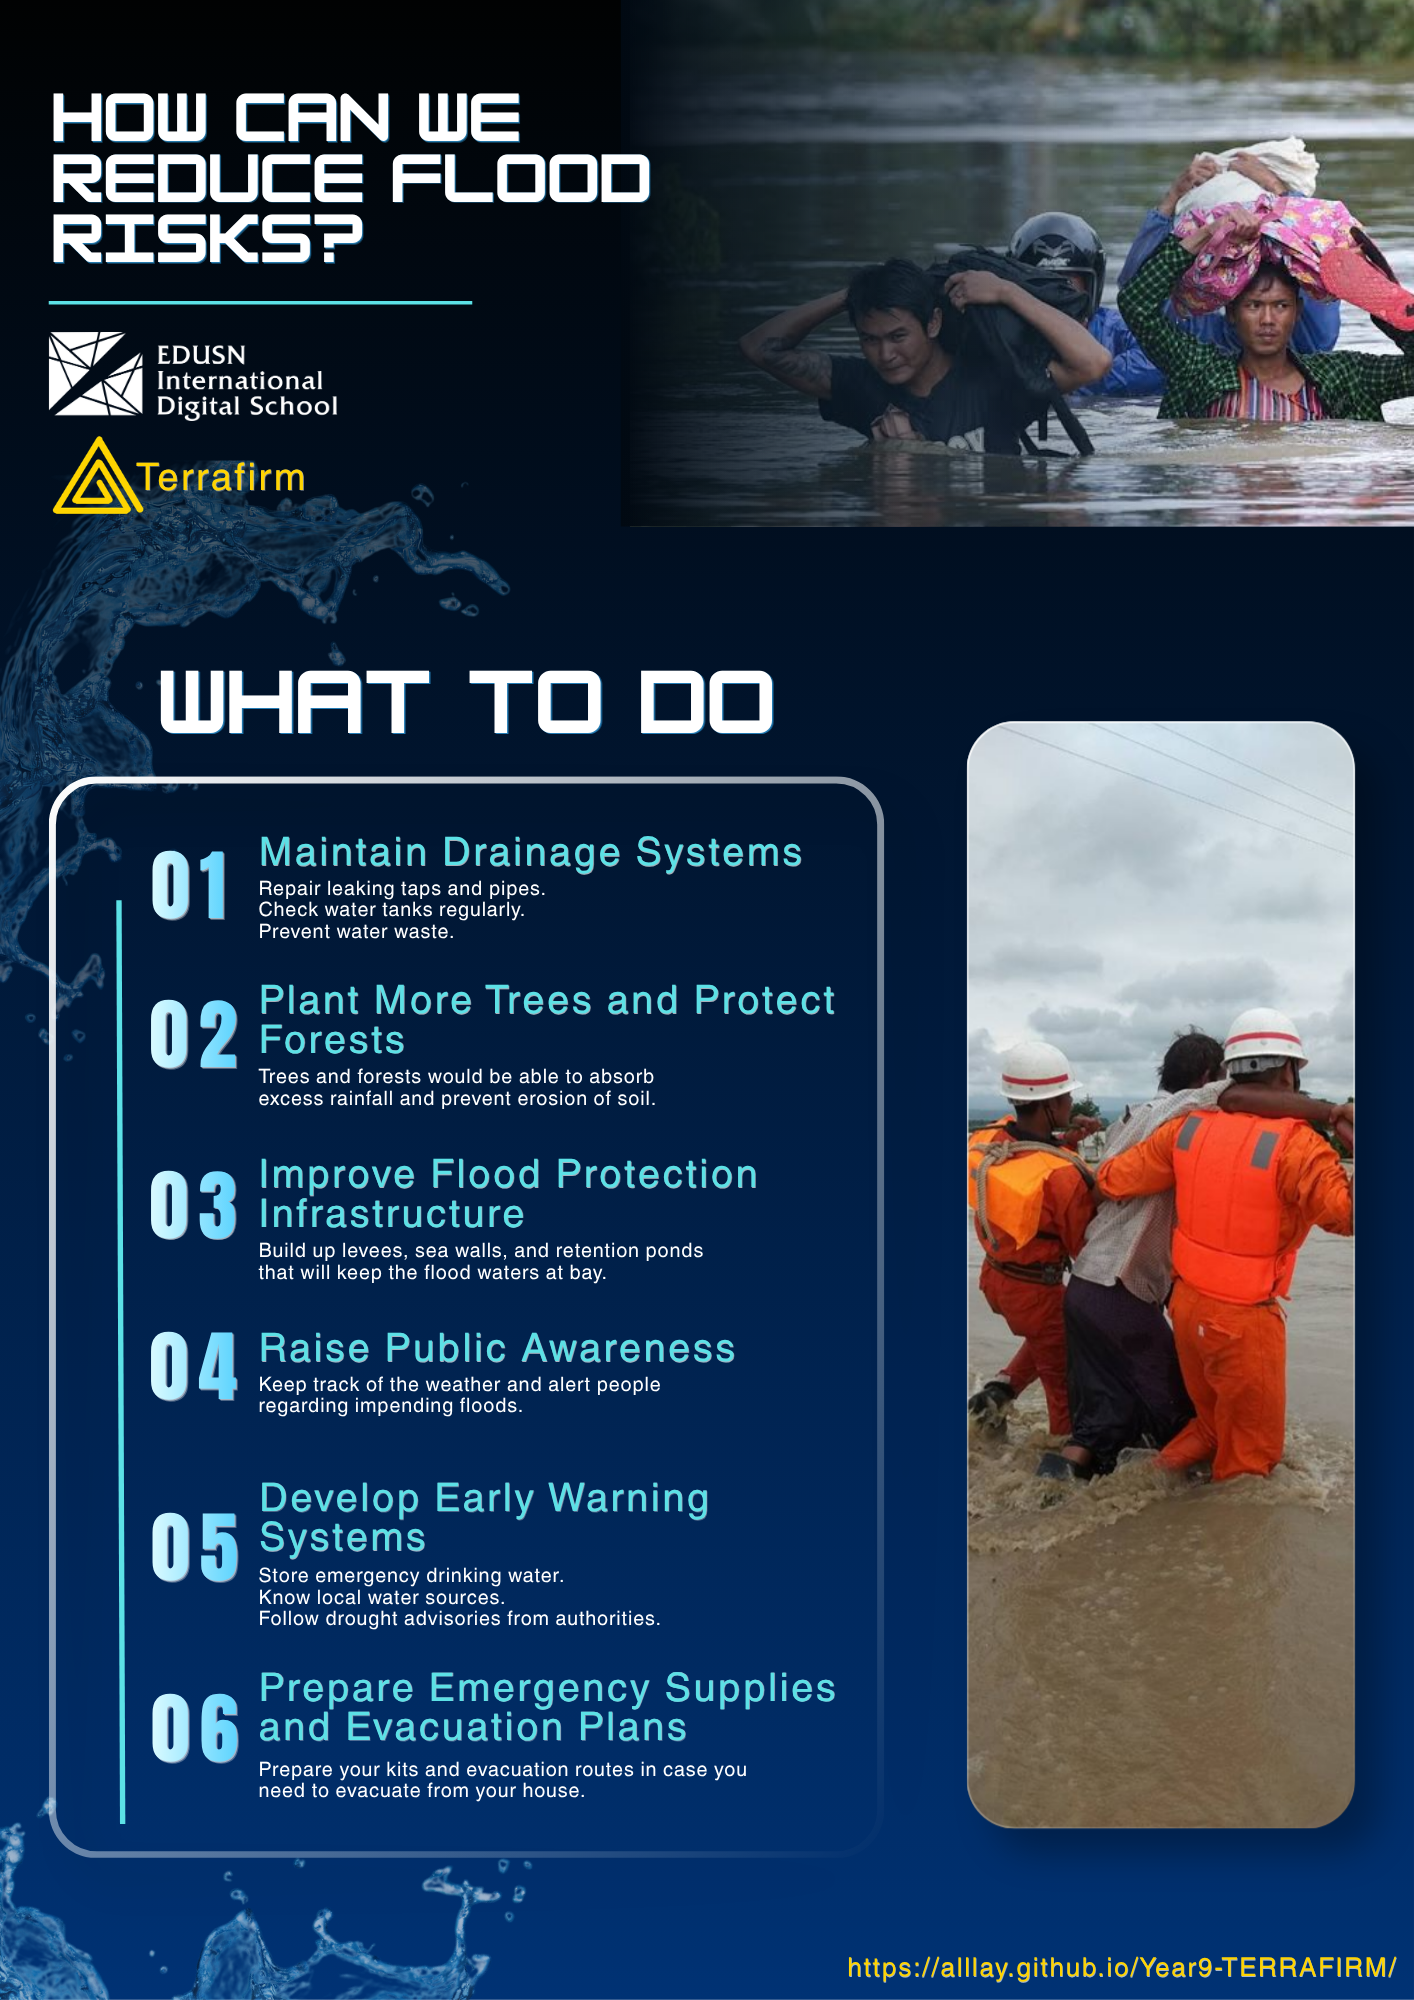 HOW CAN WE
REDUCE FLOOD
RISKS?
EDUSN
International
Digital School
Terrafirm
WHAT TO DO
01
Maintain Drainage Systems
Repair leaking taps and pipes.
Check water tanks regularly.
Prevent water waste.
02
Plant More Trees and Protect
Forests
Trees and forests would be able to absorb
excess rainfall and prevent erosion of soil.
03
Improve Flood Protection
Infrastructure
Build up levees, sea walls, and retention ponds
that will keep the flood waters at bay.
04
Raise Public Awareness
Keep track of the weather and alert people
regarding impending floods.
05
Develop Early Warning
Systems
Store emergency drinking water.
Know local water sources.
Follow drought advisories from authorities.
06
Prepare Emergency Supplies
and Evacuation Plans
Prepare your kits and evacuation routes in case you
need to evacuate from your house.
https://alllay.github.io/Year9-TERRAFIRM/